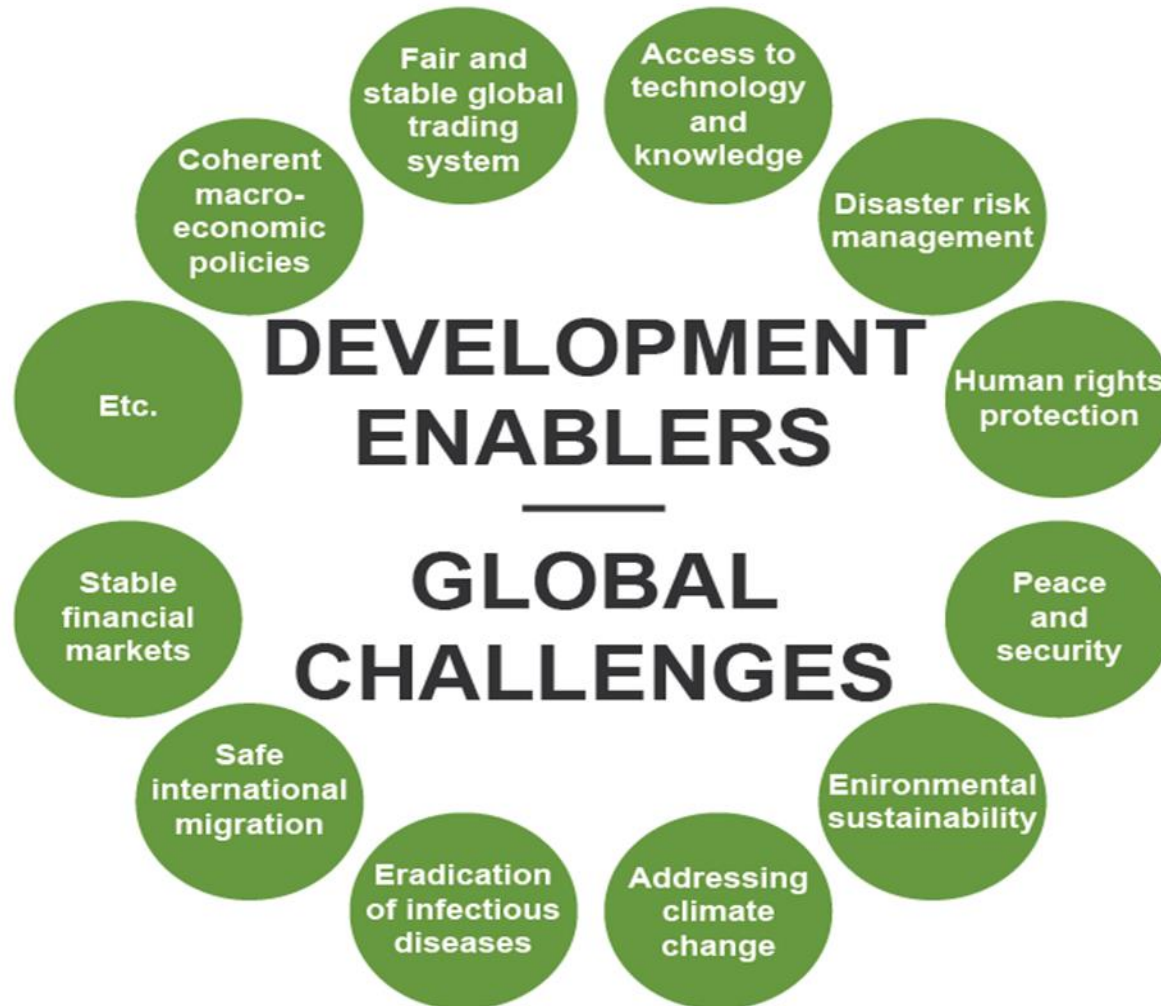 Fair and
stable global
trading
system
Access to
technology
and
knowledge
Coherent
macro-
economic
policies
Disaster risk
management
Etc.
DEVELOPMENT
ENABLERS
Human rights
protection
GLOBAL
CHALLENGES
Stable
financial
markets
Peace
and
security
Safe
international
migration
Enironmental
sustainability
Eradication
of infectious
diseases
Addressing
climate
change